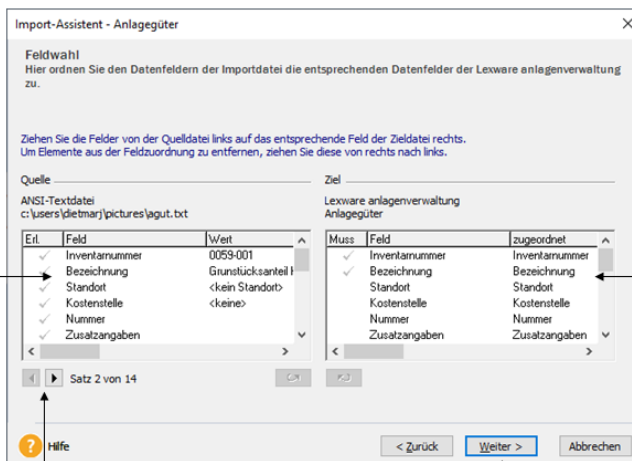 Import-Assistent - Anlagegüter
Feldwahl
Hier ordnen Sie den Datenfeldern der Importdatei die entsprechenden Datenfelder der Lexware anlagenverwaltung
zu.
Ziehen Sie die Felder von der Quelldatei links auf das entsprechende Feld der Zieldatei rechts.
Um Elemente aus der Feldzuordnung zu entfernen, ziehen Sie diese von rechts nach links.
Quelle
ANSI-Textdatei
c:\users\dietmarj\pictures\agut.txt
Erl. Feld Wert
Inventarnummer 0059-001
Bezeichnung Grunstücksanteil
Standort <kein Standort>
Kostenstelle <keine>
Nummer
Zusatzangaben
Satz 2 von 14
Ziel
Lexware anlagenverwaltung
Anlagegüter
Muss Feld zugeordnet
Inventarnummer Inventarnummer
Bezeichnung Bezeichnung
Standort Standort
Kostenstelle Kostenstelle
Nummer Nummer
Zusatzangaben Zusatzangaben
? Hilfe
< Zurück
Weiter >
Abbrechen